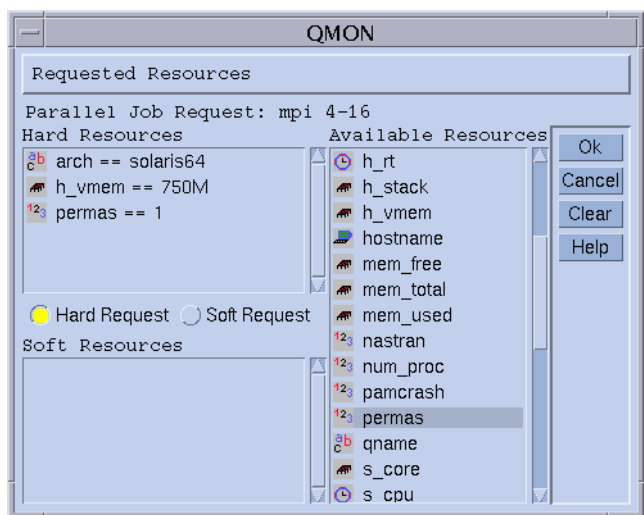 QMON
Requested Resources
Parallel Job Request: mpi 4-16
Hard Resources
arch == solaris64
h_vmem == 750M
permas == 1
Hard Request Soft Request
Soft Resources
Available Resources
h_rt
h_stack
h_vmem
hostname
mem_free
mem_total
mem_used
nastran
num_proc
pamcrash
permas
qname
s_core
s_cpu
Ok
Cancel
Clear
Help